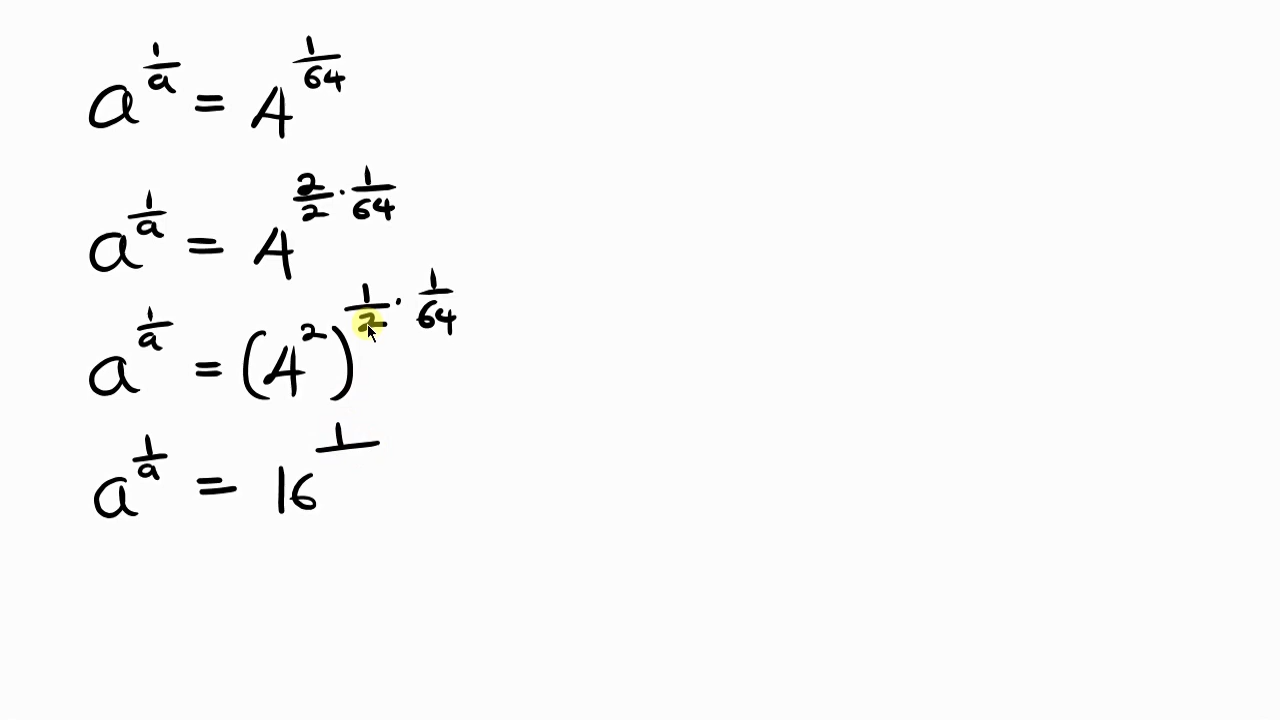 a^(1/a) = 4^(1/64)
a^(1/a) = 4^(2/2 · 1/64)
a^(1/a) = (4^2)^(1/2 · 1/64)
a^(1/a) = 16^(1/